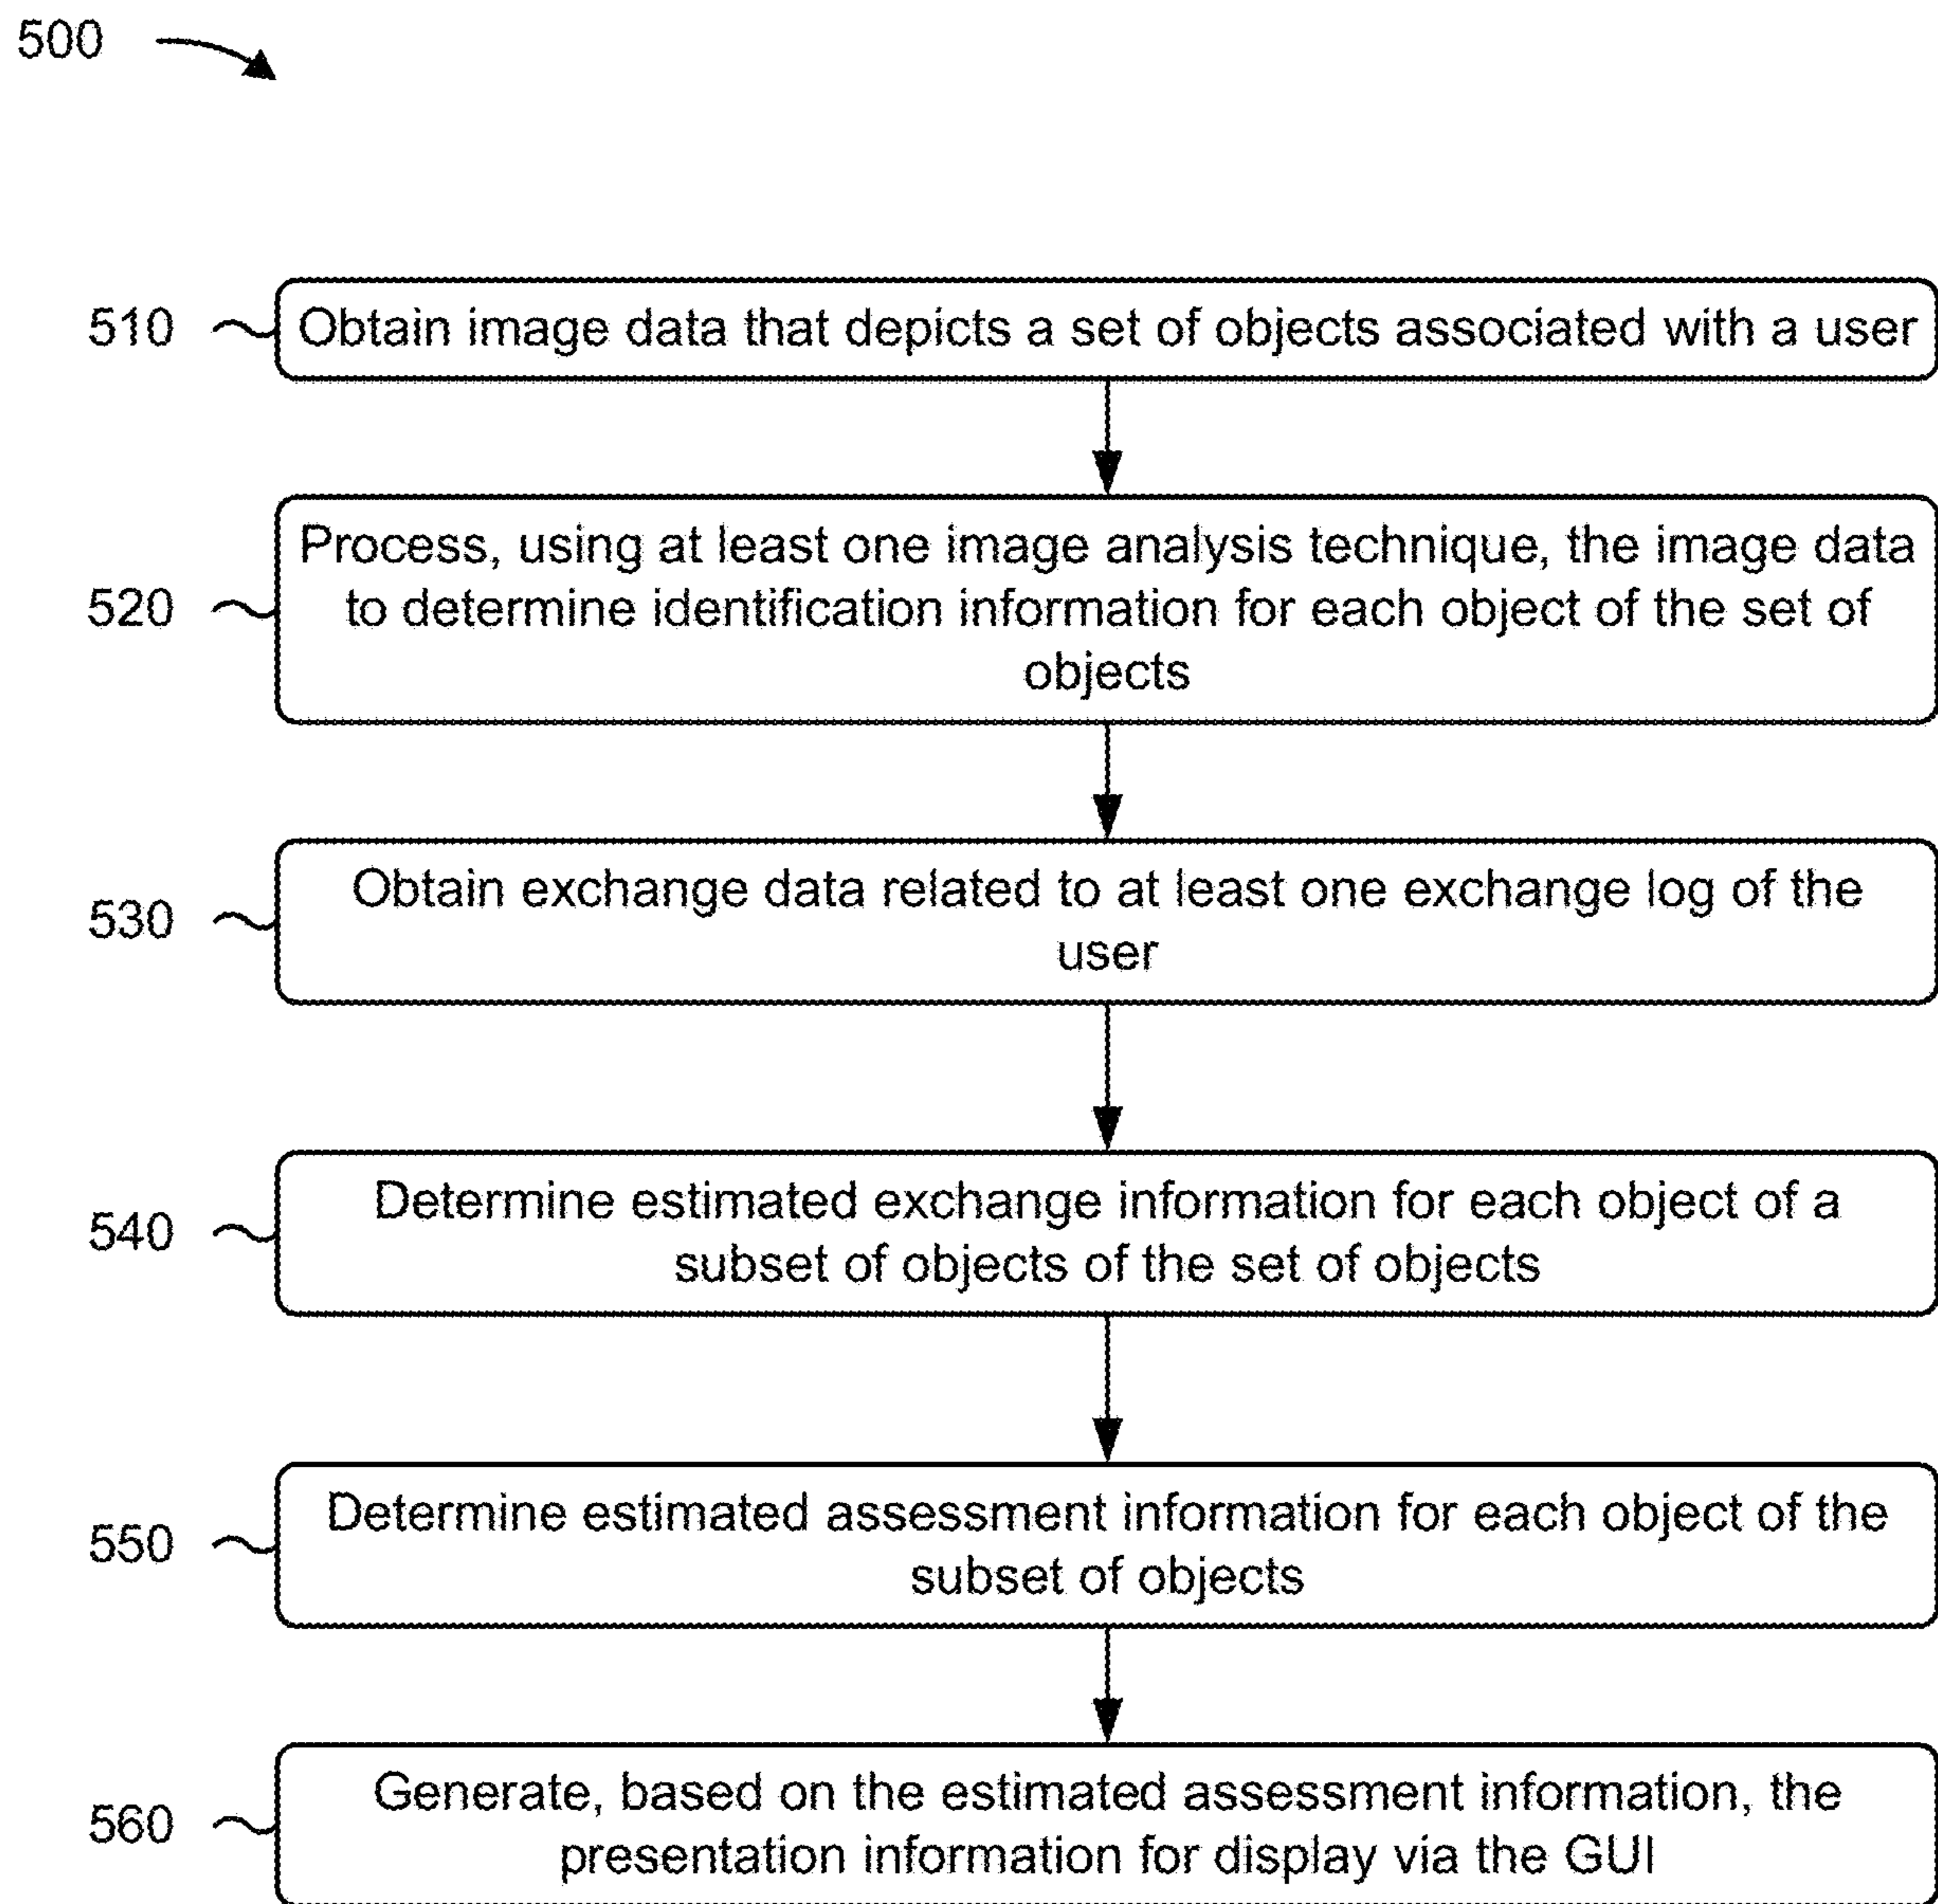 500
510
Obtain image data that depicts a set of objects associated with a user
520
Process, using at least one image analysis technique, the image data
to determine identification information for each object of the set of
objects
530
Obtain exchange data related to at least one exchange log of the
user
540
Determine estimated exchange information for each object of a
subset of objects of the set of objects
550
Determine estimated assessment information for each object of the
subset of objects
560
Generate, based on the estimated assessment information, the
presentation information for display via the GUI